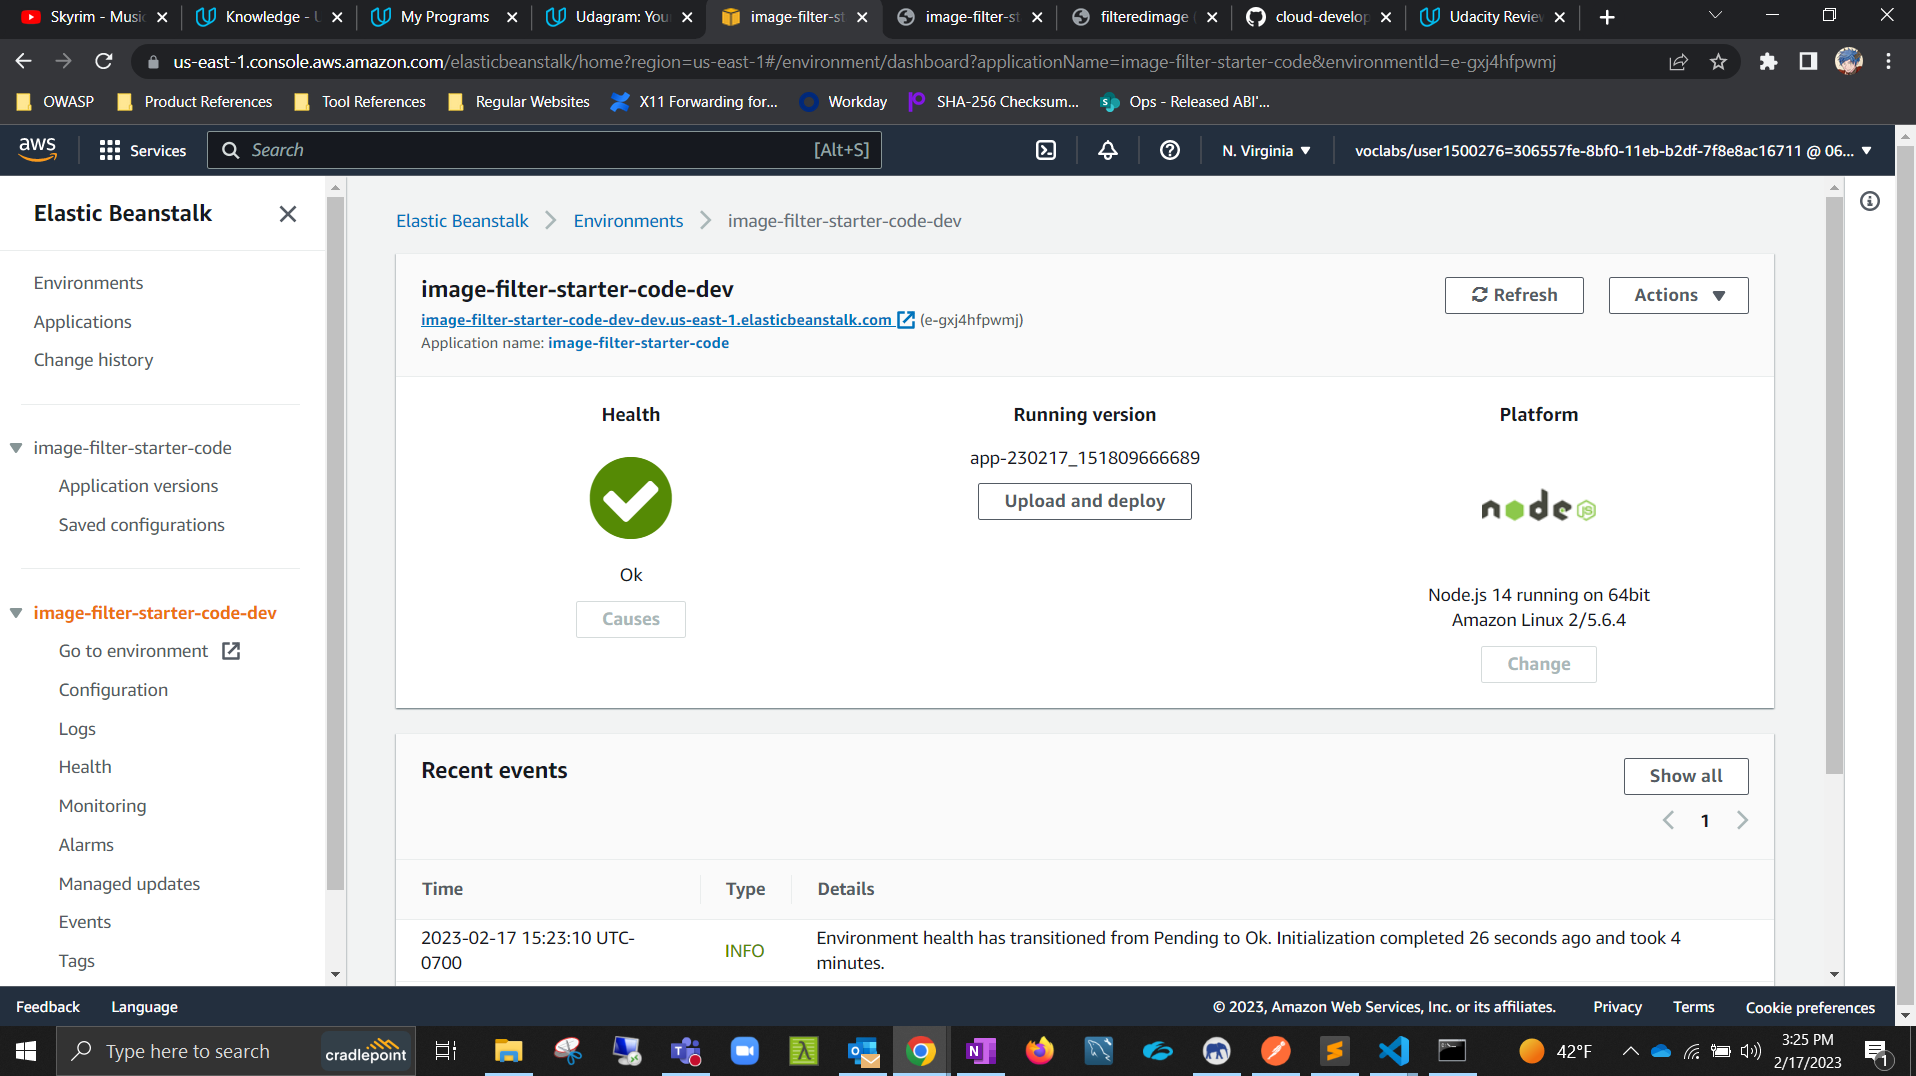 Skyrim - Music
Knowledge - U
My Programs
Udagram: You
image-filter-st
image-filter-st
filteredimage (
cloud-develop
Udacity Review
us-east-1.console.aws.amazon.com/elasticbeanstalk/home?region=us-east-1#/environment/dashboard?applicationName=image-filter-starter-code&environmentId=e-gxj4hfpwmj
OWASP
Product References
Tool References
Regular Websites
X11 Forwarding for...
Workday
SHA-256 Checksum...
Ops - Released ABI'...
aws
Services
Search
[Alt+S]
N. Virginia
voclabs/user1500276=306557fe-8bf0-11eb-b2df-7f8e8ac16711 @ 06...
Elastic Beanstalk
Environments
Applications
Change history
image-filter-starter-code
Application versions
Saved configurations
image-filter-starter-code-dev
Go to environment
Configuration
Logs
Health
Monitoring
Alarms
Managed updates
Events
Tags
Elastic Beanstalk
Environments
image-filter-starter-code-dev
image-filter-starter-code-dev
Refresh
Actions
image-filter-starter-code-dev-dev.us-east-1.elasticbeanstalk.com (e-gxj4hfpwmj)
Application name: image-filter-starter-code
Health
Ok
Causes
Running version
app-230217_151809666689
Upload and deploy
Platform
node JS
Node.js 14 running on 64bit
Amazon Linux 2/5.6.4
Change
Recent events
Show all
1
Time
Type
Details
2023-02-17 15:23:10 UTC-
0700
INFO
Environment health has transitioned from Pending to Ok. Initialization completed 26 seconds ago and took 4
minutes.
Feedback
Language
© 2023, Amazon Web Services, Inc. or its affiliates.
Privacy
Terms
Cookie preferences
Type here to search
cradlepoint
42°F
3:25 PM
2/17/2023
1